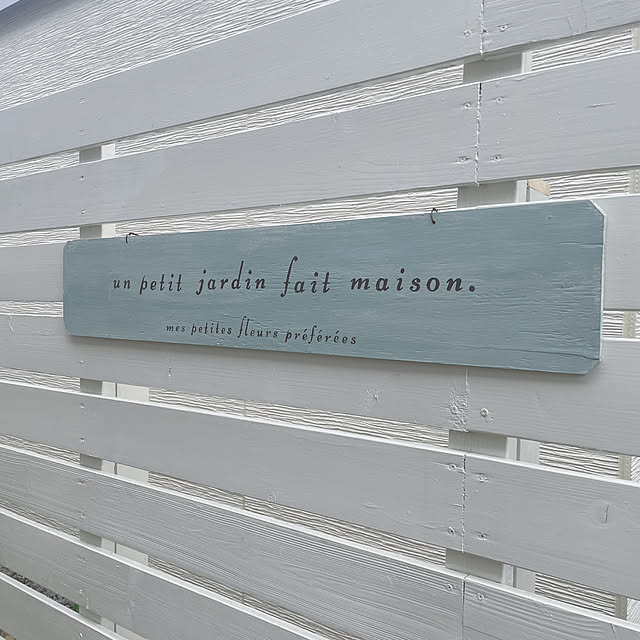 un petit jardin fait maison.
mes petites fleurs préférées